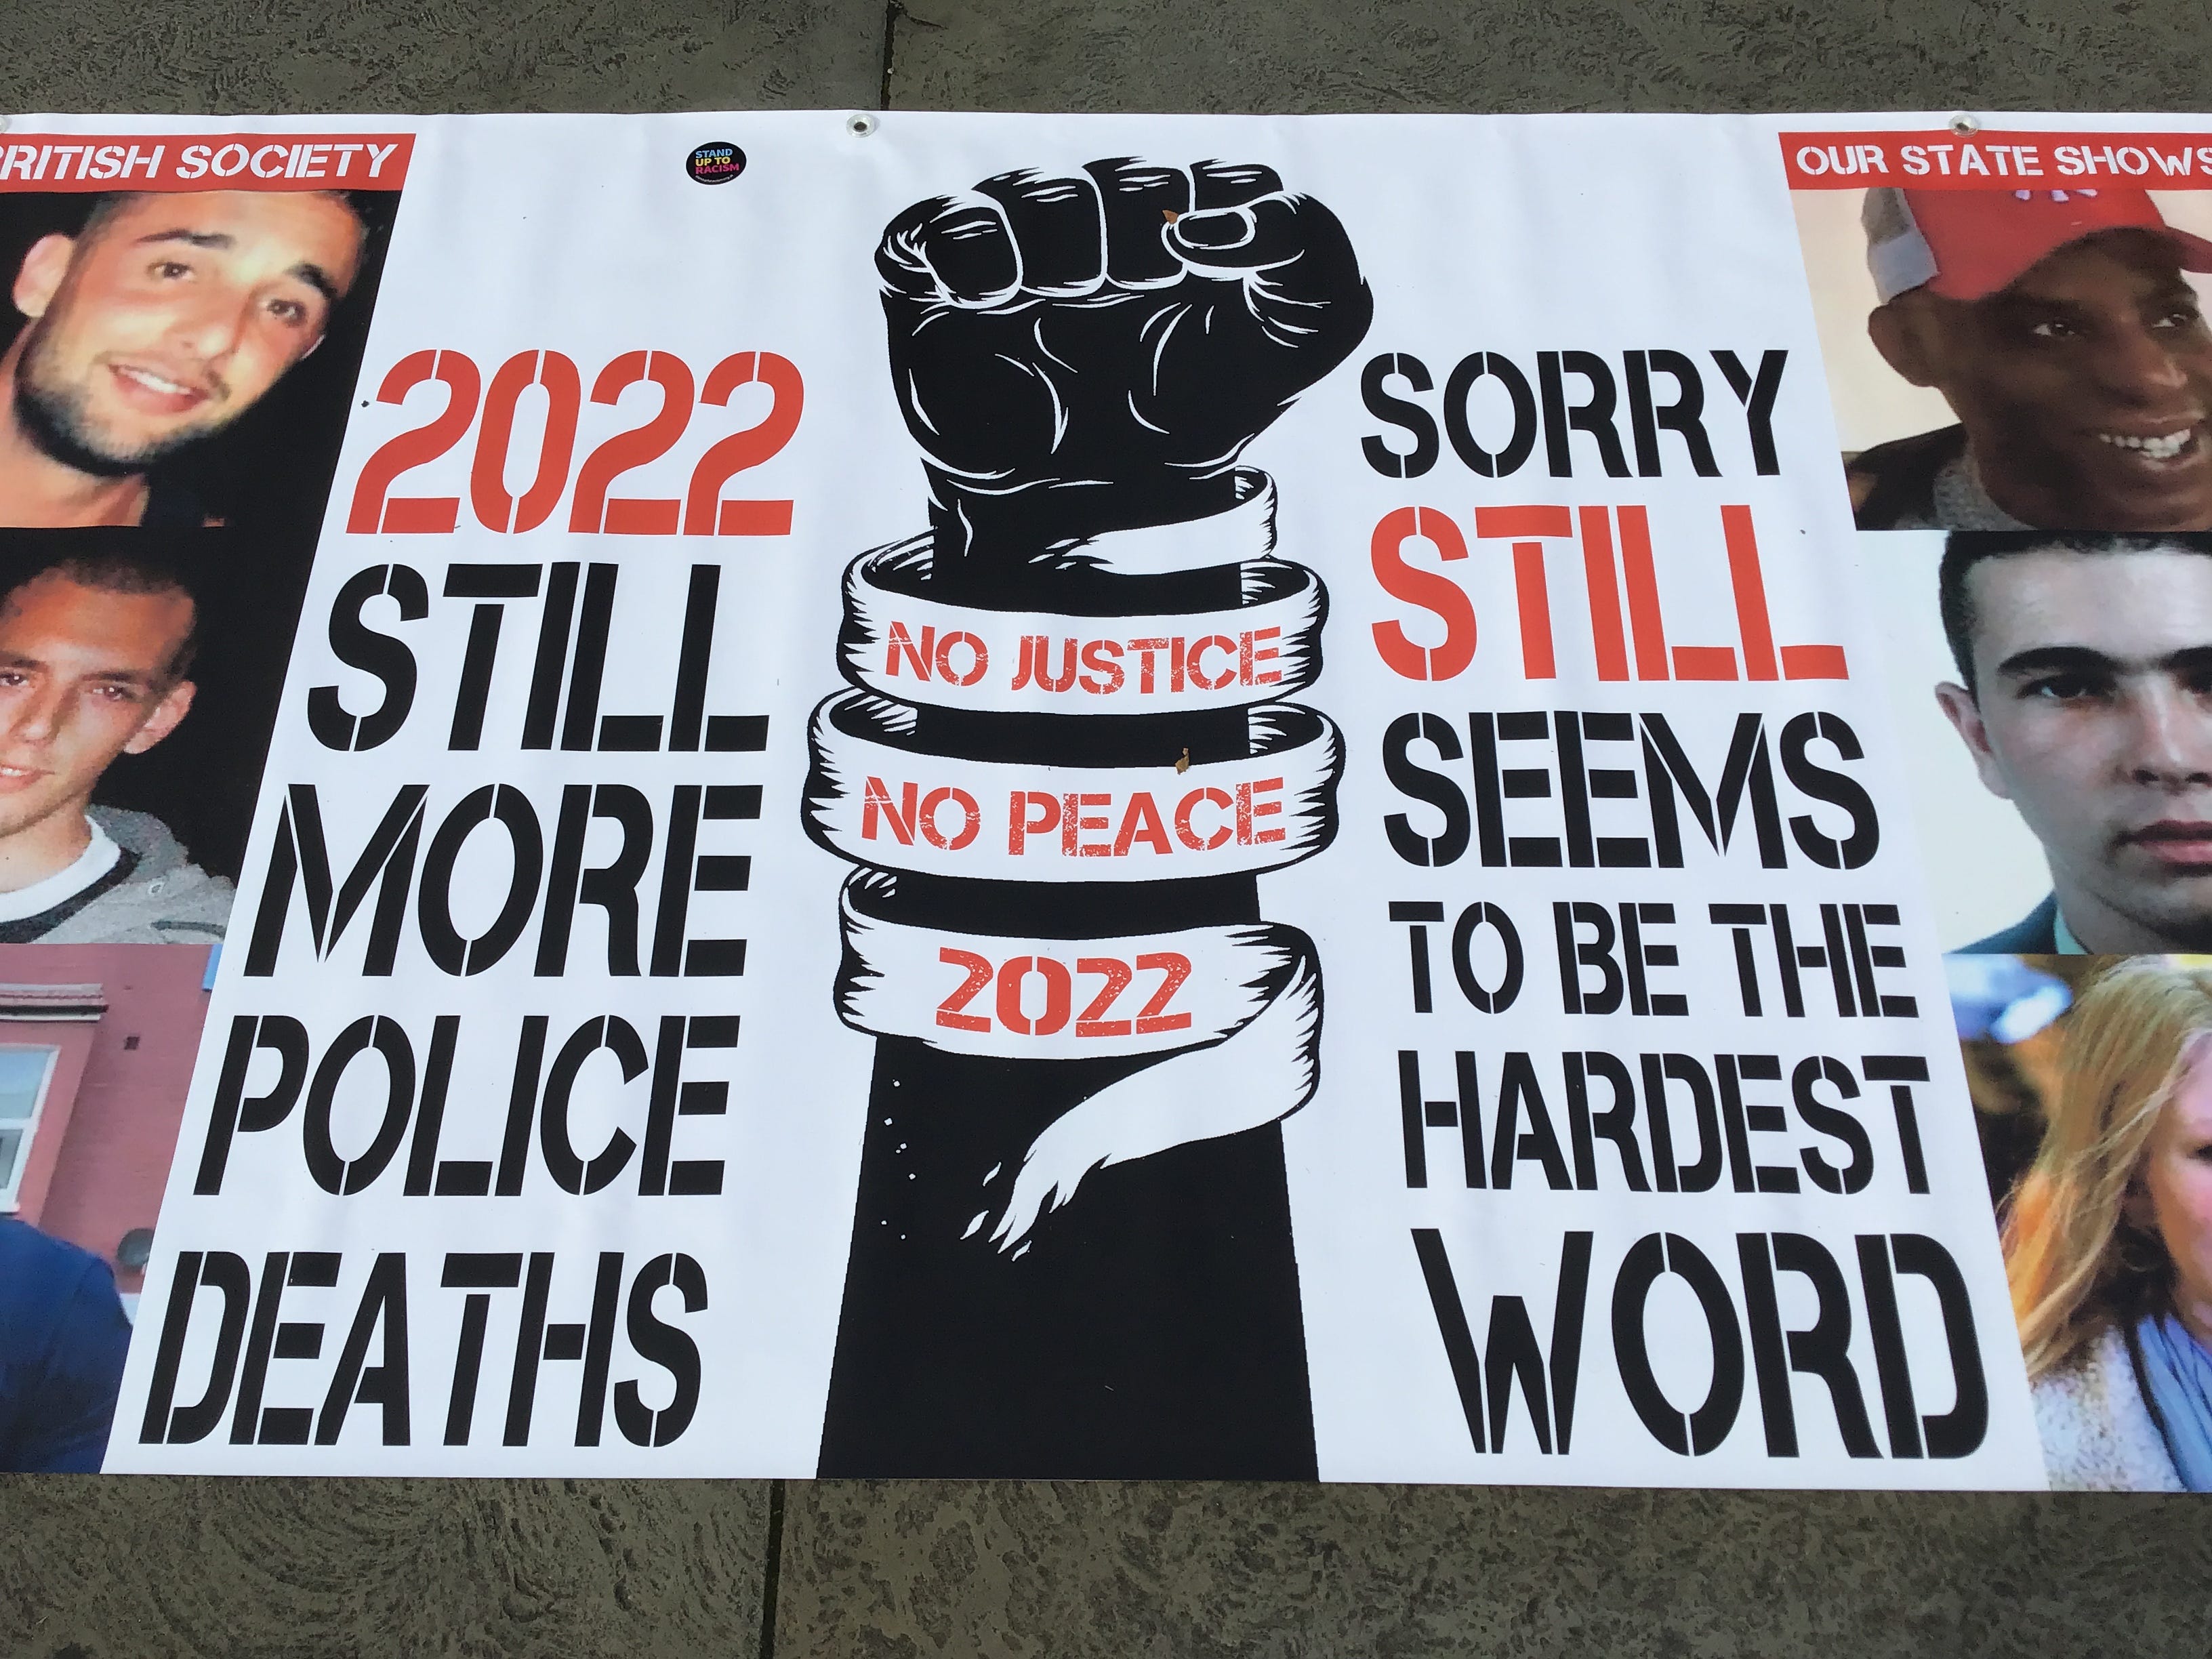 BRITISH SOCIETY
STAND
UP TO
RACISM
OUR STATE SHOWS
2022
STILL
MORE
POLICE
DEATHS
NO JUSTICE
NO PEACE
2022
SORRY
STILL
SEEMS
TO BE THE
HARDEST
WORD